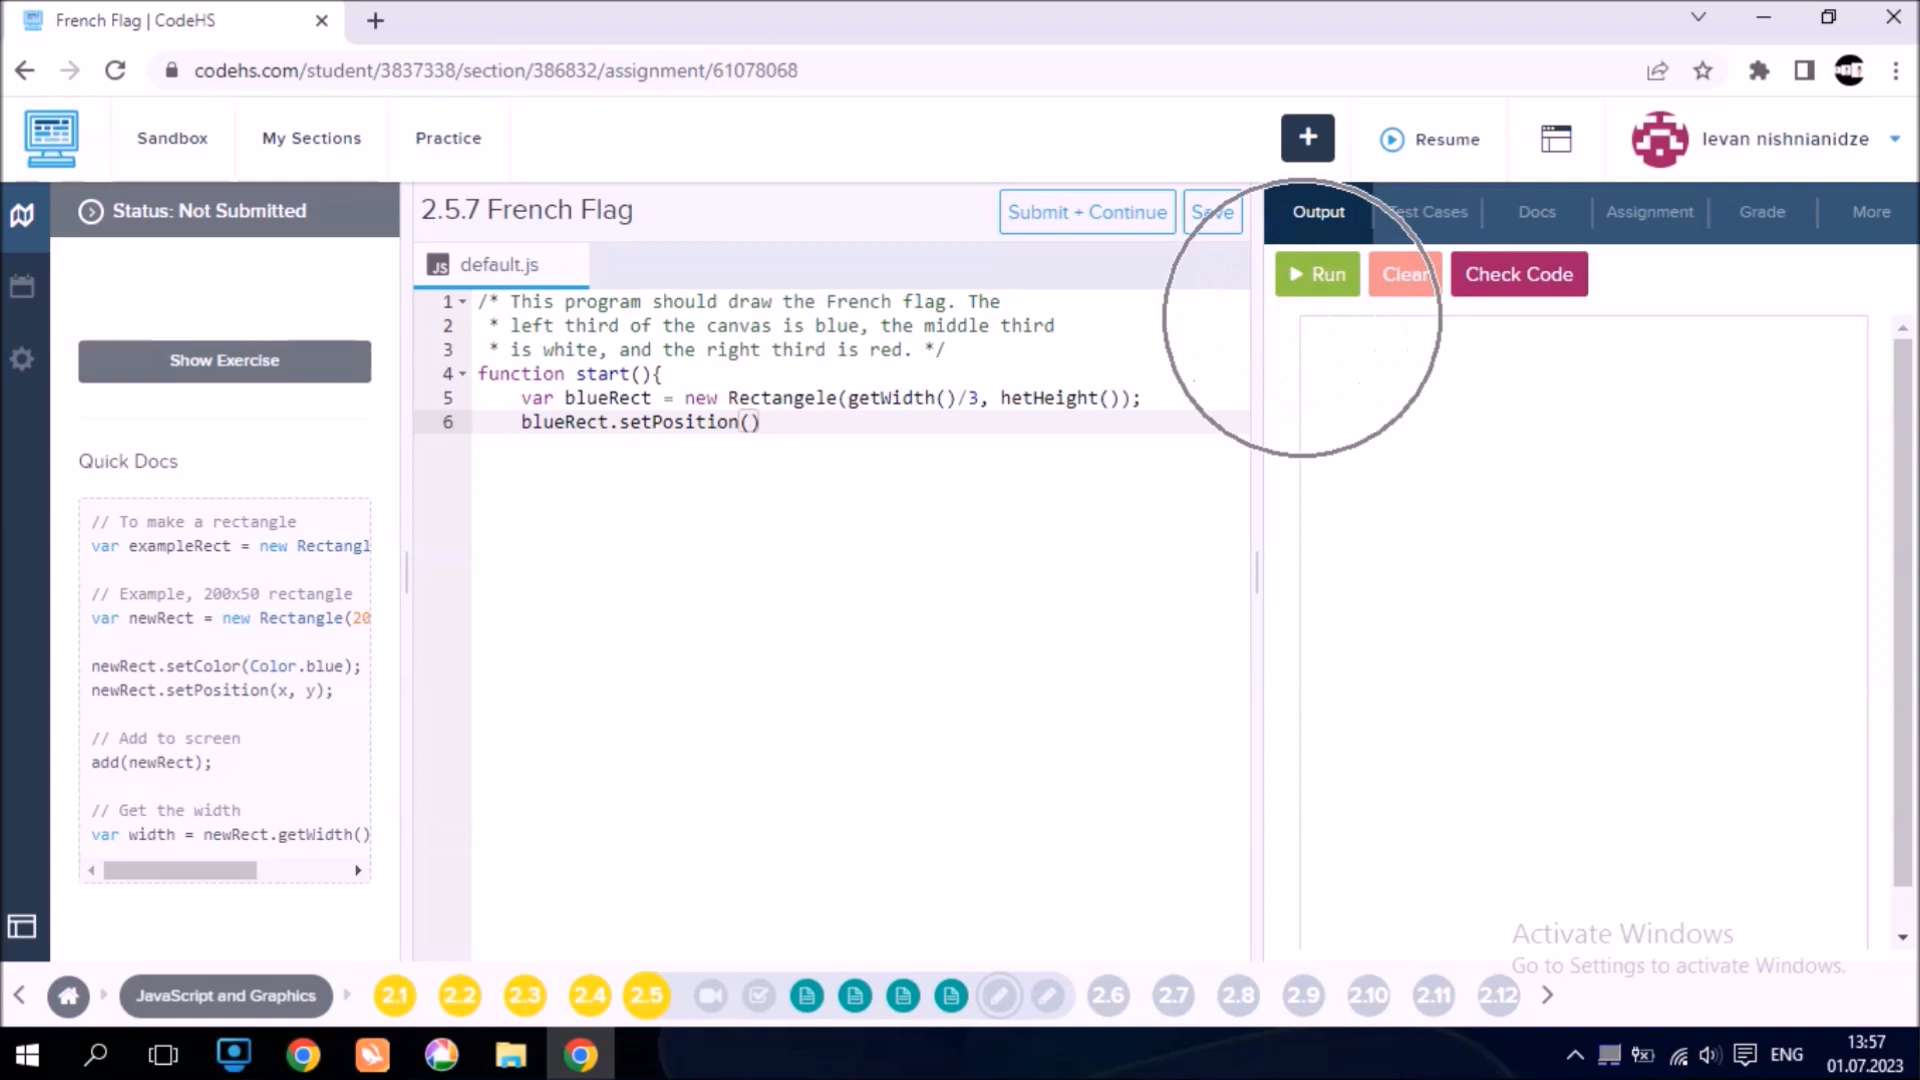 French Flag | CodeHS
codehs.com/student/3837338/section/386832/assignment/61078068
Sandbox
My Sections
Practice
+
Resume
levan nishnianidze
Status: Not Submitted
Show Exercise
Quick Docs
// To make a rectangle
var exampleRect = new Rectangl
// Example, 200x50 rectangle
var newRect = new Rectangle(20
newRect.setColor(Color.blue);
newRect.setPosition(x, y);
// Add to screen
add(newRect);
// Get the width
var width = newRect.getWidth()
2.5.7 French Flag
Submit + Continue
Save
JS default.js
1 /* This program should draw the French flag. The
2 * left third of the canvas is blue, the middle third
3 * is white, and the right third is red. */
4 function start(){
5 var blueRect = new Rectangele(getWidth()/3, hetHeight());
6 blueRect.setPosition()
Output
Test Cases
Docs
Assignment
Grade
More
Run
Clear
Check Code
Activate Windows
Go to Settings to activate Windows.
JavaScript and Graphics
2.1
2.2
2.3
2.4
2.5
2.6
2.7
2.8
2.9
2.10
2.11
2.12
ENG
13:57
01.07.2023